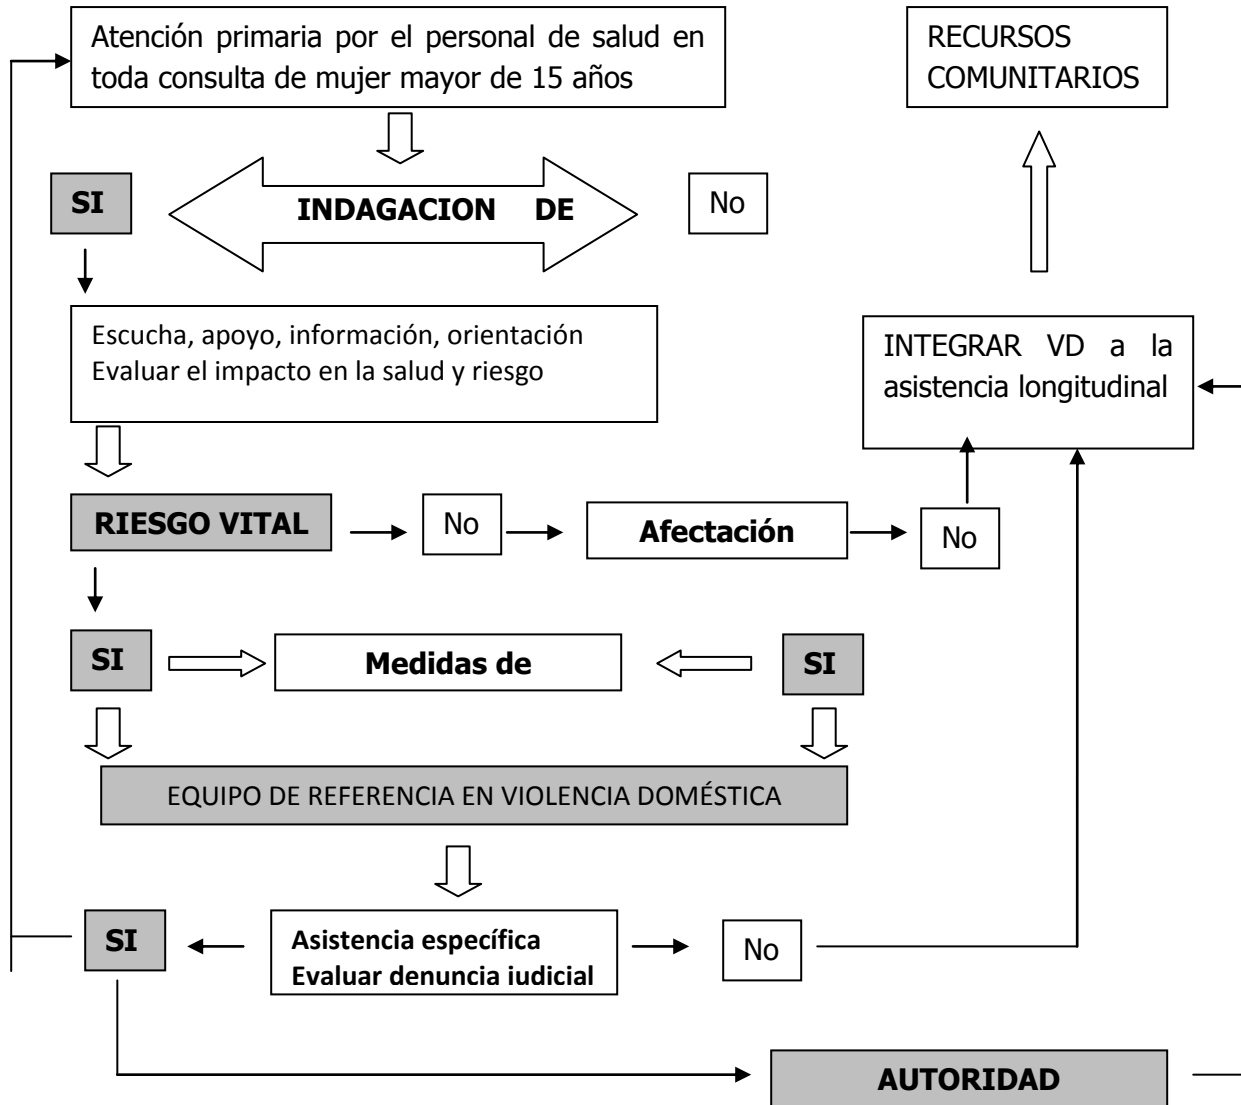 Atención primaria por el personal de salud en
toda consulta de mujer mayor de 15 años
RECURSOS
COMUNITARIOS
SI
INDAGACION DE
No
Escucha, apoyo, información, orientación
Evaluar el impacto en la salud y riesgo
INTEGRAR VD a la
asistencia longitudinal
RIESGO VITAL
No
Afectación
No
SI
Medidas de
SI
EQUIPO DE REFERENCIA EN VIOLENCIA DOMÉSTICA
SI
Asistencia específica
Evaluar denuncia judicial
No
AUTORIDAD